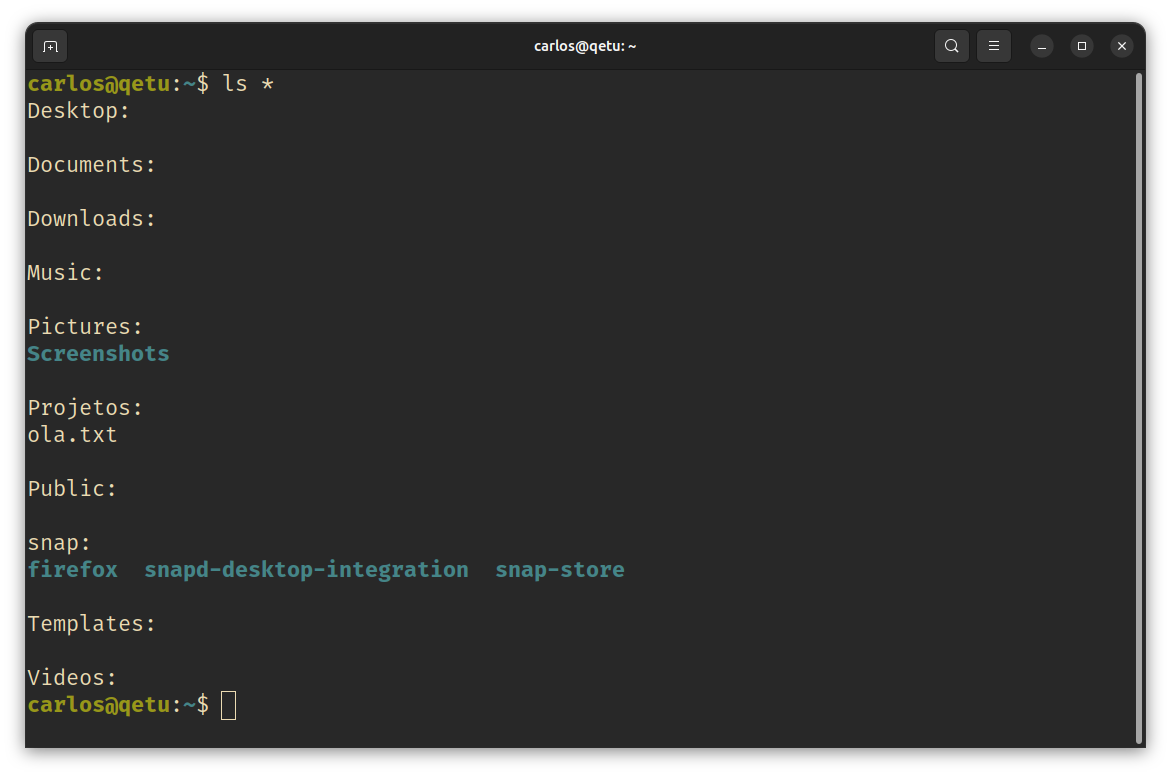 carlos@qetu: ~
carlos@qetu:~$ ls *
Desktop:
Documents:
Downloads:
Music:
Pictures:
Screenshots
Projetos:
ola.txt
Public:
snap:
firefox  snapd-desktop-integration  snap-store
Templates:
Videos:
carlos@qetu:~$